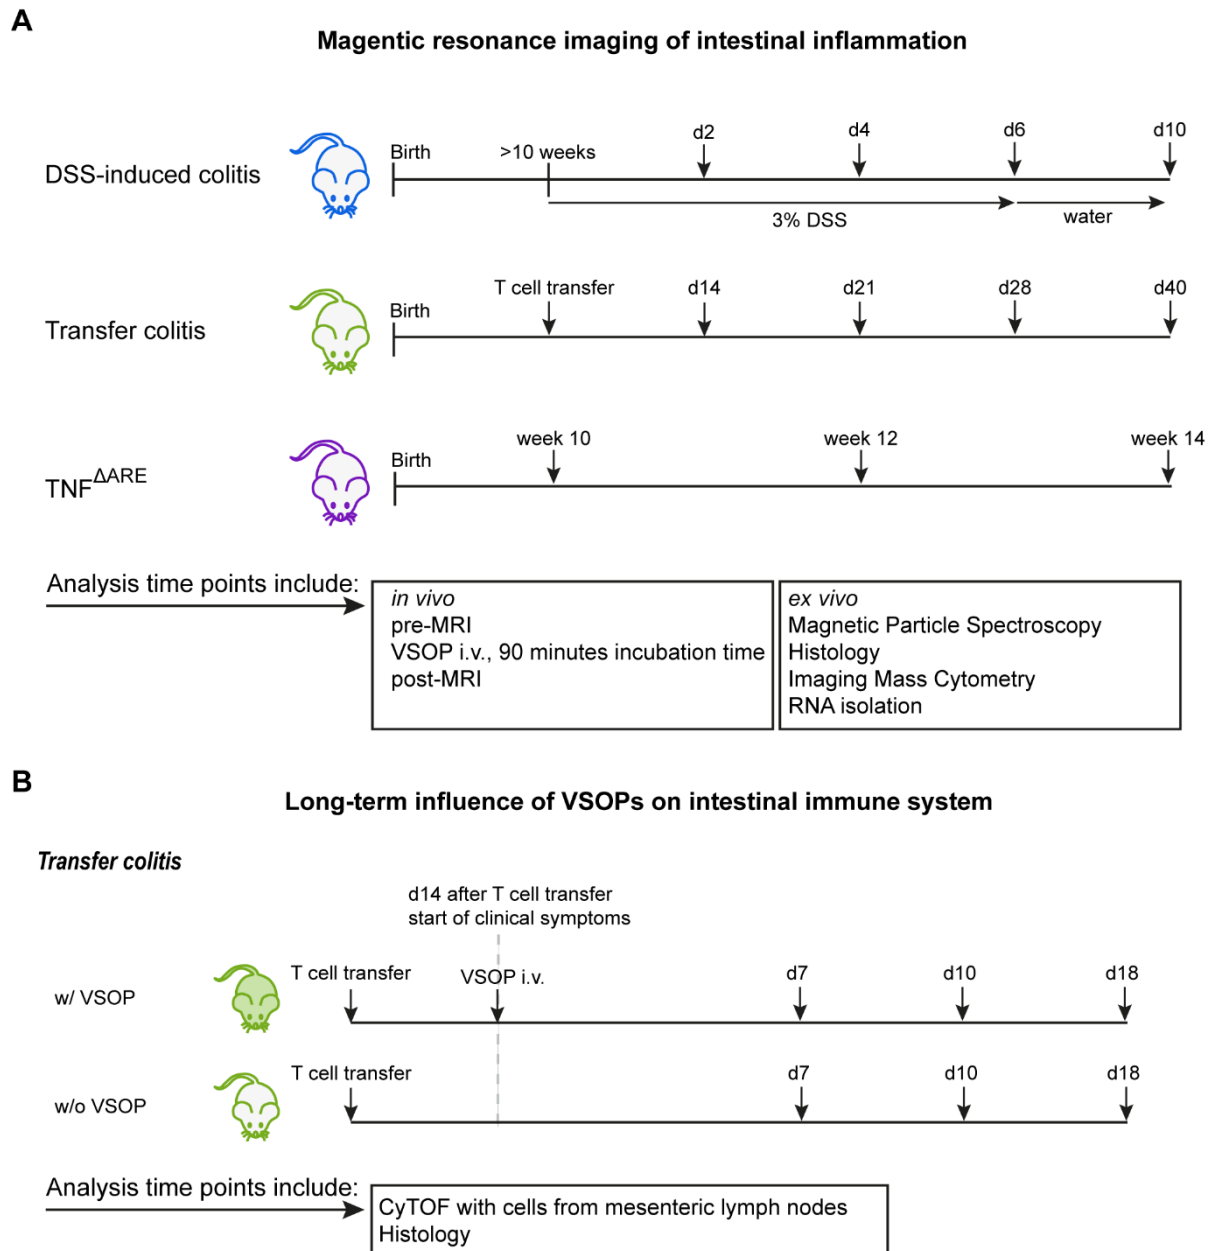 A
Magentic resonance imaging of intestinal inflammation
DSS-induced colitis
Birth
>10 weeks
d2
d4
d6
d10
3% DSS
water
Transfer colitis
Birth
T cell transfer
d14
d21
d28
d40
TNF^ΔARE
Birth
week 10
week 12
week 14
Analysis time points include:
in vivo
pre-MRI
VSOP i.v., 90 minutes incubation time
post-MRI
ex vivo
Magnetic Particle Spectroscopy
Histology
Imaging Mass Cytometry
RNA isolation
B
Long-term influence of VSOPs on intestinal immune system
Transfer colitis
d14 after T cell transfer
start of clinical symptoms
w/ VSOP
T cell transfer
VSOP i.v.
d7
d10
d18
w/o VSOP
T cell transfer
d7
d10
d18
Analysis time points include:
CyTOF with cells from mesenteric lymph nodes
Histology